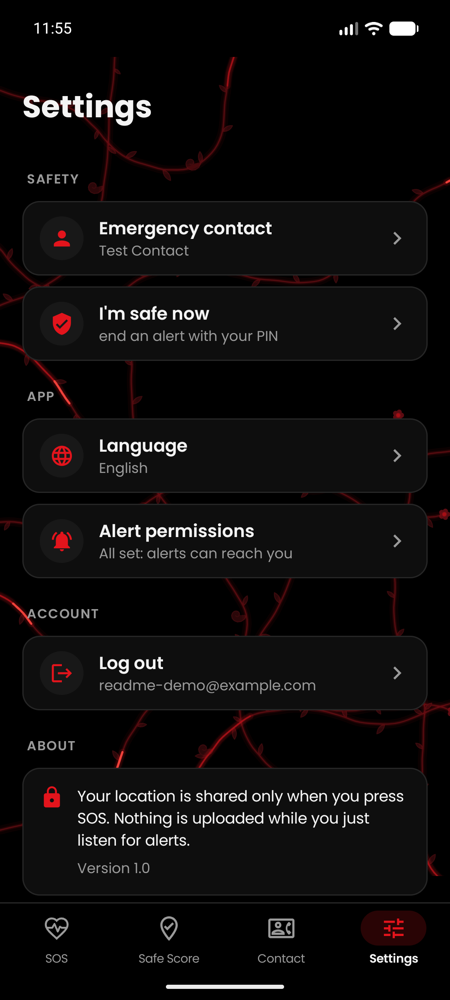 11:55
Settings
SAFETY
Emergency contact
Test Contact
I'm safe now
end an alert with your PIN
APP
Language
English
Alert permissions
All set: alerts can reach you
ACCOUNT
Log out
readme-demo@example.com
ABOUT
Your location is shared only when you press
SOS. Nothing is uploaded while you just
listen for alerts.
Version 1.0
SOS
Safe Score
Contact
Settings